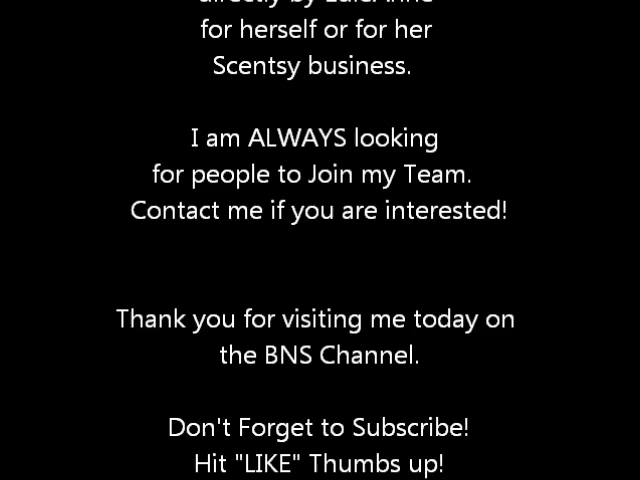 directly by
for herself or for her
Scentsy business.
I am ALWAYS looking
for people to Join my Team.
Contact me if you are interested!
Thank you for visiting me today on
the BNS Channel.
Don't Forget to Subscribe!
Hit "LIKE" Thumbs up!